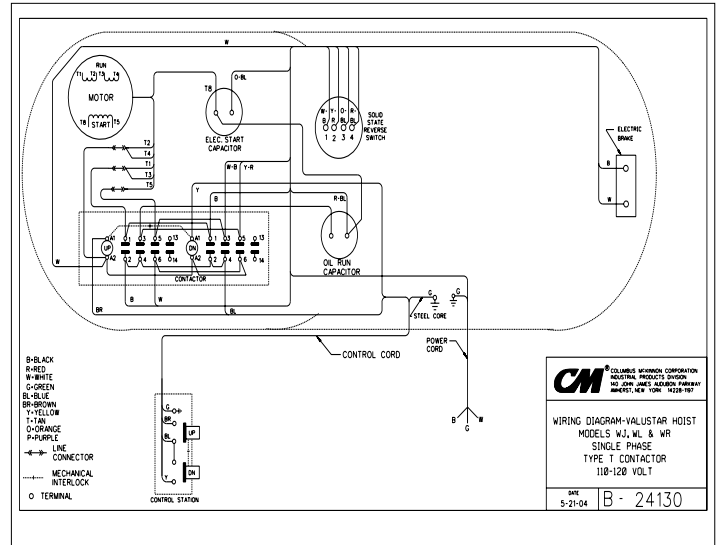 W
RUN
T1 T2 T3 T4
MOTOR
T8 START T5
T8
O-BL
ELEC. START
CAPACITOR
W- Y- O- R-
B R BL BL
1 2 3 4
SOLID
STATE
REVERSE
SWITCH
ELECTRIC
BRAKE
B
W
T2
T4
T1
T3
T5
W-B Y-R
Y
B
R-BL
OIL RUN
CAPACITOR
A1 1 3 5 13 A1 1 3 5 13
UP DN
A2 2 4 6 14 A2 2 4 6 14
CONTACTOR
W
B W
BR BL
G G
STEEL CORE
CONTROL CORD
POWER
CORD
B W
G
B-BLACK
R-RED
W-WHITE
G-GREEN
BL-BLUE
BR-BROWN
Y-YELLOW
T-TAN
O-ORANGE
P-PURPLE
LINE
CONNECTOR
MECHANICAL
INTERLOCK
O TERMINAL
G
BR
UP
BL
DN
Y
CONTROL STATION
CM®
COLUMBUS MCKINNON CORPORATION
INDUSTRIAL PRODUCTS DIVISION
140 JOHN JAMES AUDUBON PARKWAY
AMHERST, NEW YORK 14228-1197
WIRING DIAGRAM-VALUSTAR HOIST
MODELS WJ, WL & WR
SINGLE PHASE
TYPE T CONTACTOR
110-120 VOLT
DATE
5-21-04
B - 24130